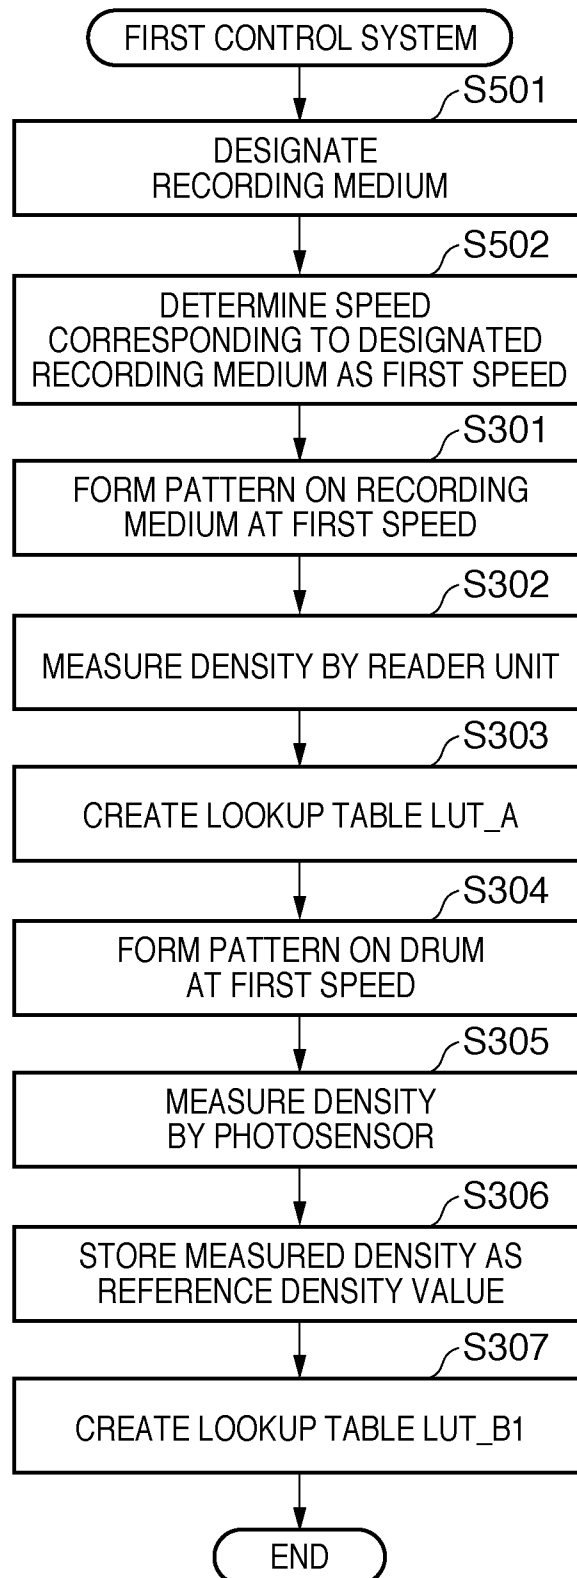 FIRST CONTROL SYSTEM
S501
DESIGNATE
RECORDING MEDIUM
S502
DETERMINE SPEED
CORRESPONDING TO DESIGNATED
RECORDING MEDIUM AS FIRST SPEED
S301
FORM PATTERN ON RECORDING
MEDIUM AT FIRST SPEED
S302
MEASURE DENSITY BY READER UNIT
S303
CREATE LOOKUP TABLE LUT_A
S304
FORM PATTERN ON DRUM
AT FIRST SPEED
S305
MEASURE DENSITY
BY PHOTOSENSOR
S306
STORE MEASURED DENSITY AS
REFERENCE DENSITY VALUE
S307
CREATE LOOKUP TABLE LUT_B1
END